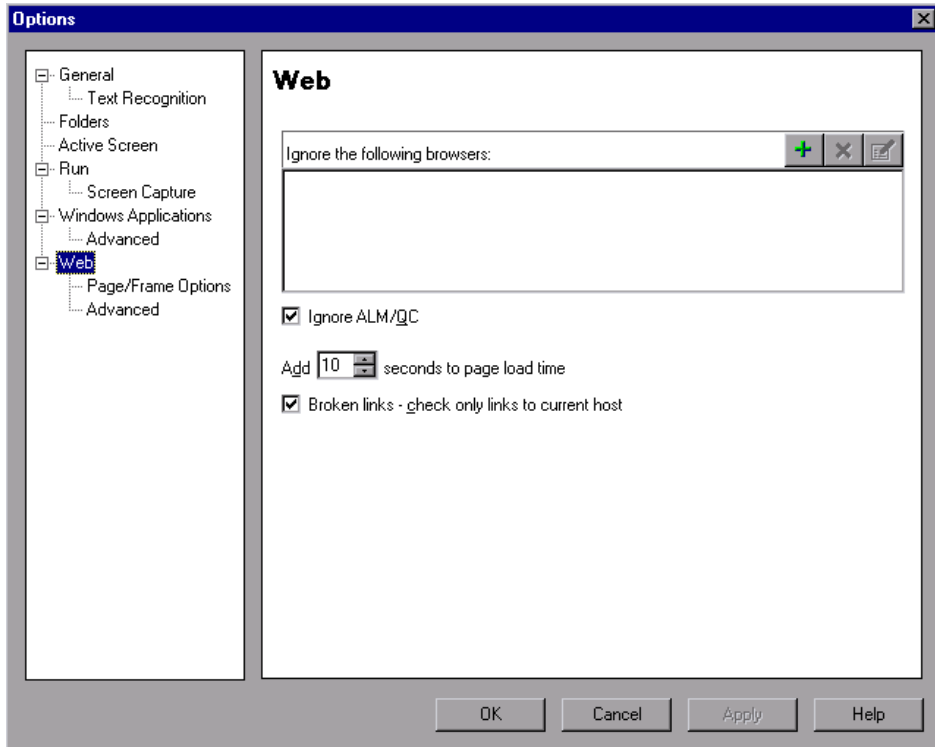 Options
General
Text Recognition
Folders
Active Screen
Run
Screen Capture
Windows Applications
Advanced
Web
Page/Frame Options
Advanced
Web
Ignore the following browsers:
Ignore ALM/QC
Add 10 seconds to page load time
Broken links - check only links to current host
OK Cancel Apply Help